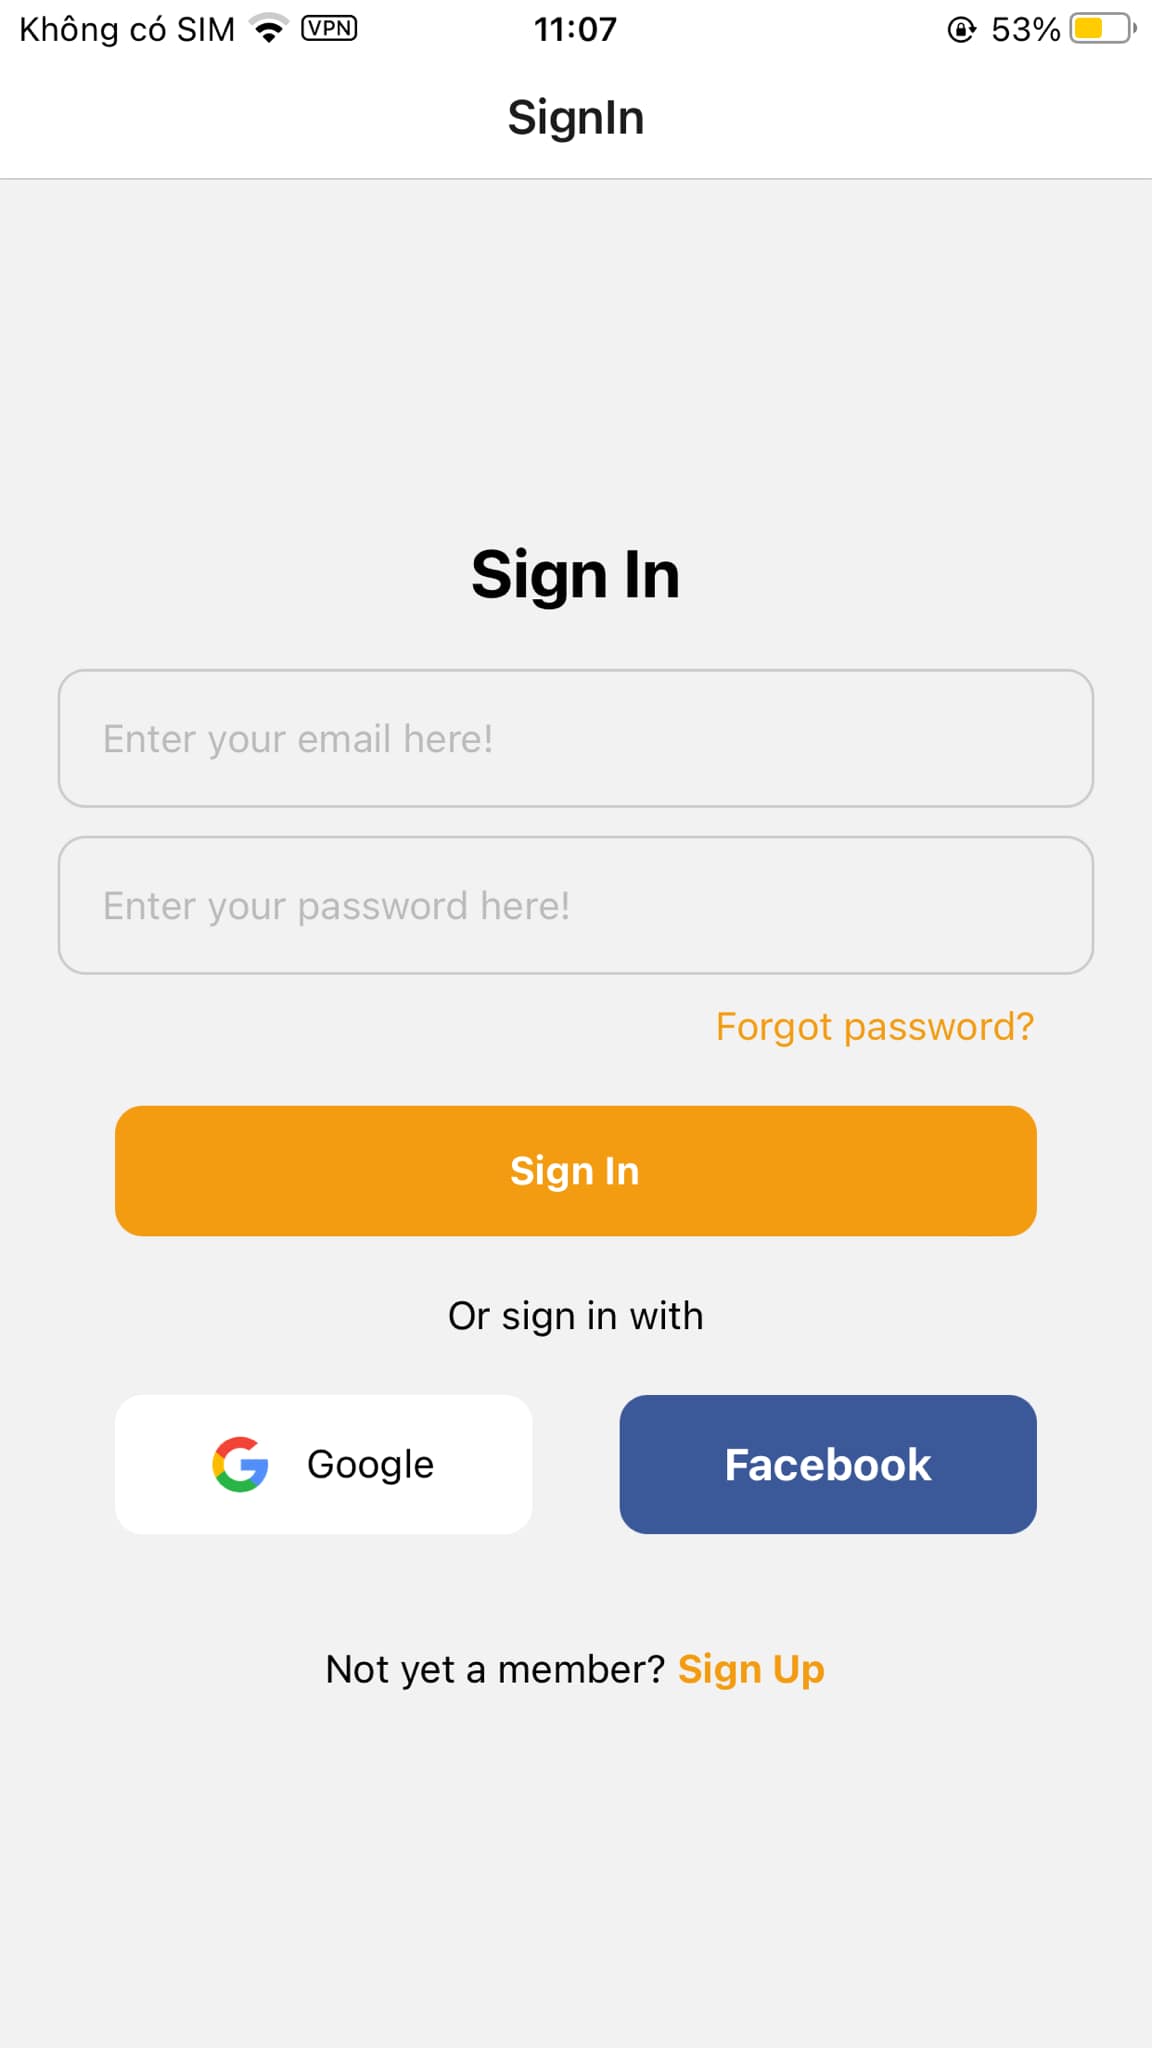 Không có SIM VPN 11:07 53%
SignIn
Sign In
Enter your email here!
Enter your password here!
Forgot password?
Sign In
Or sign in with
Google Facebook
Not yet a member? Sign Up